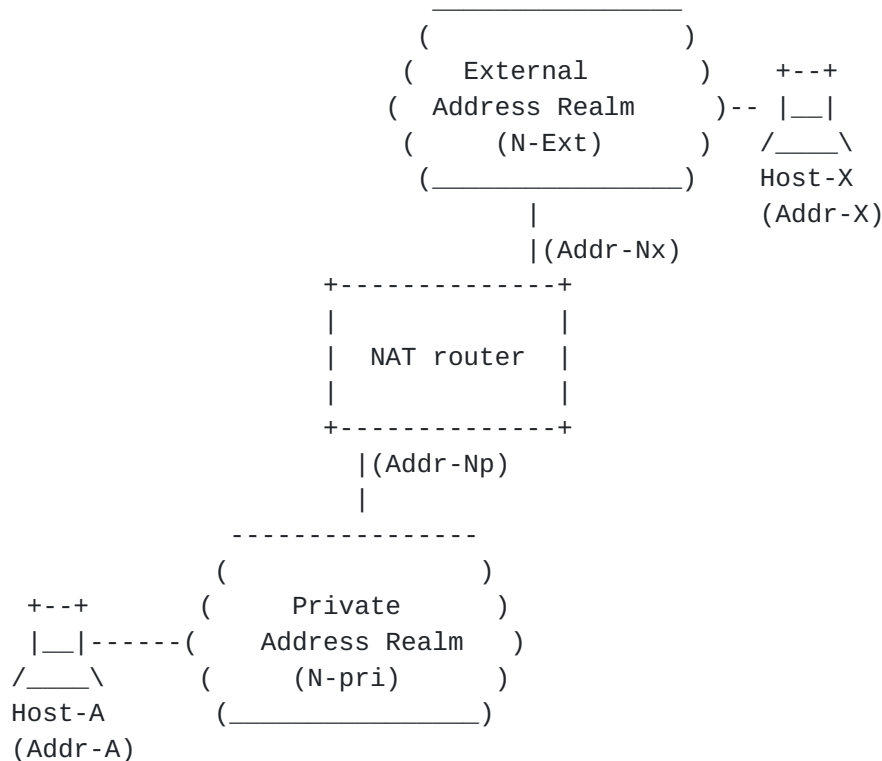 External
Address Realm
(N-Ext)
Host-X
(Addr-X)
(Addr-Nx)
NAT router
(Addr-Np)
Private
Address Realm
(N-pri)
Host-A
(Addr-A)